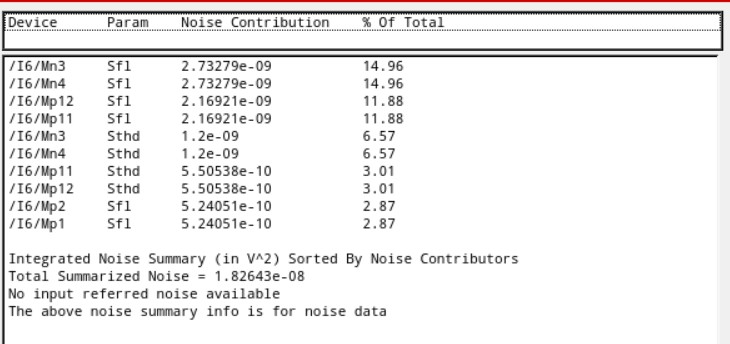 Device Param Noise Contribution % Of Total
/I6/Mn3 Sfl 2.73279e-09 14.96
/I6/Mn4 Sfl 2.73279e-09 14.96
/I6/Mp12 Sfl 2.16921e-09 11.88
/I6/Mp11 Sfl 2.16921e-09 11.88
/I6/Mn3 Sthd 1.2e-09 6.57
/I6/Mn4 Sthd 1.2e-09 6.57
/I6/Mp11 Sthd 5.50538e-10 3.01
/I6/Mp12 Sthd 5.50538e-10 3.01
/I6/Mp2 Sfl 5.24051e-10 2.87
/I6/Mp1 Sfl 5.24051e-10 2.87
Integrated Noise Summary (in V^2) Sorted By Noise Contributors
Total Summarized Noise = 1.82643e-08
No input referred noise available
The above noise summary info is for noise data